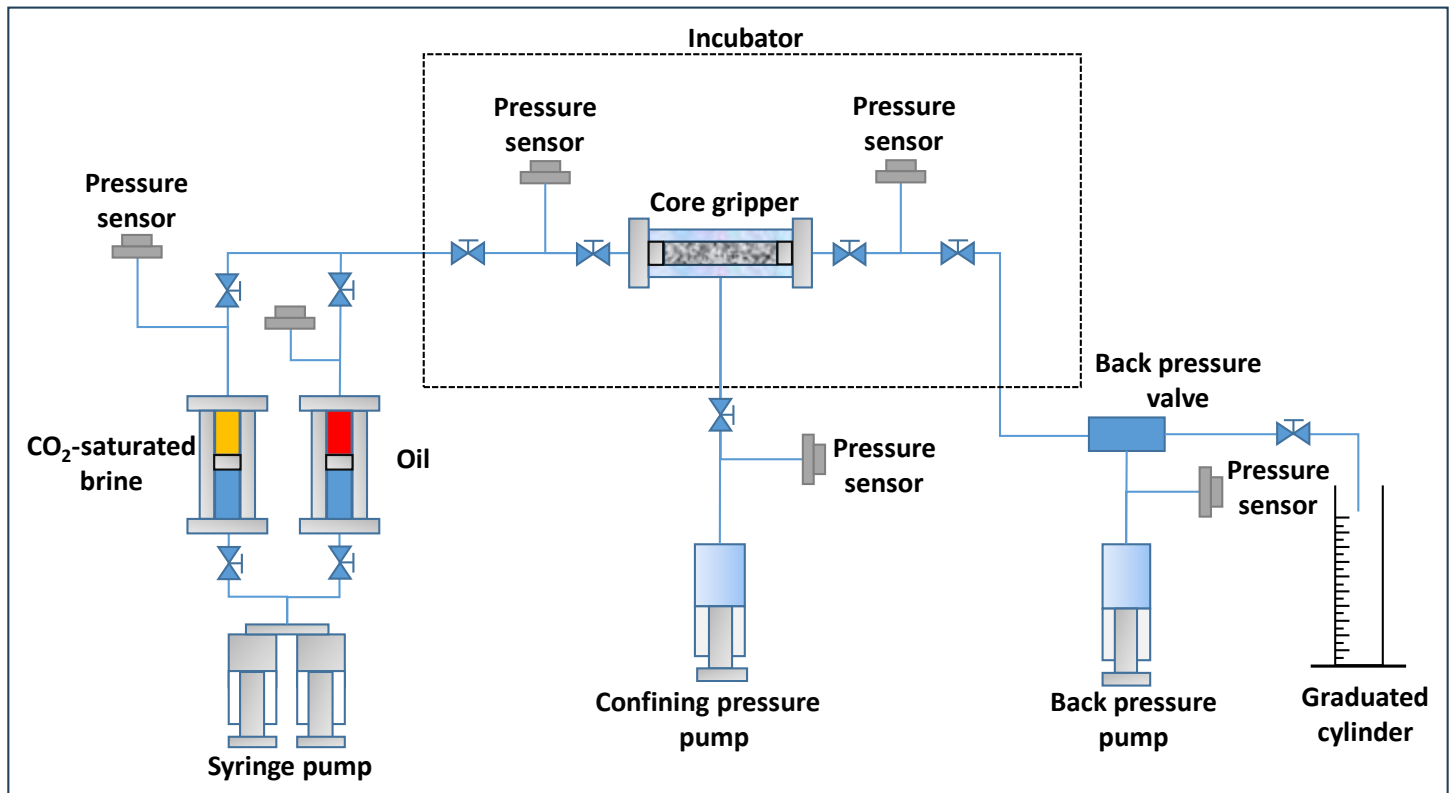 Incubator
Pressure
sensor
Pressure
sensor
Pressure
sensor
Core gripper
Back pressure
valve
CO₂-saturated
brine
Oil
Pressure
sensor
Pressure
sensor
Confining pressure
pump
Back pressure
pump
Graduated
cylinder
Syringe pump